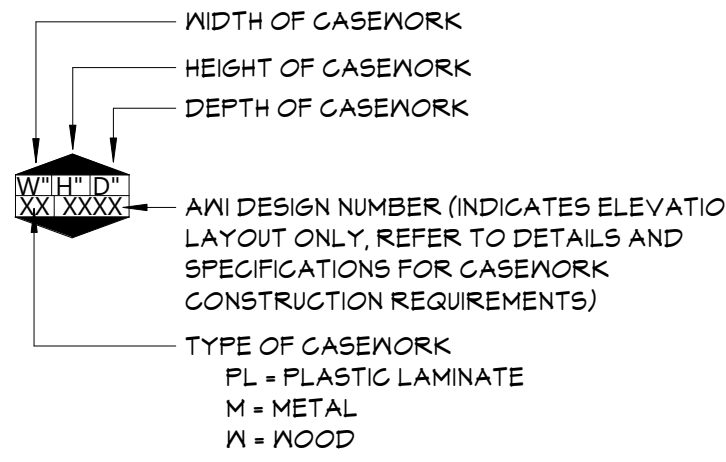 WIDTH OF CASEWORK
HEIGHT OF CASEWORK
DEPTH OF CASEWORK
W" H" D"
XX XXXX
AWI DESIGN NUMBER (INDICATES ELEVATIO
LAYOUT ONLY, REFER TO DETAILS AND
SPECIFICATIONS FOR CASEWORK
CONSTRUCTION REQUIREMENTS)
TYPE OF CASEWORK
PL = PLASTIC LAMINATE
M = METAL
W = WOOD